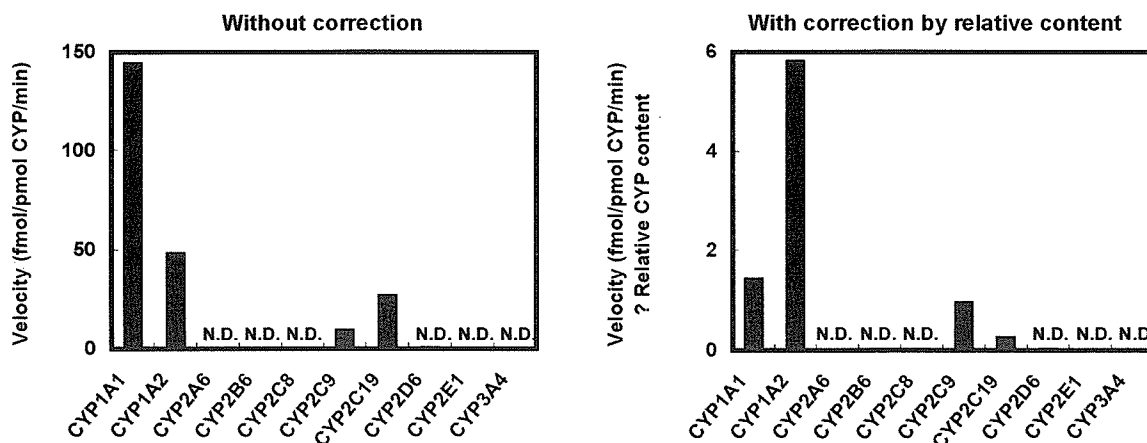 Without correction
Velocity (fmol/pmol CYP/min)
150
100
50
0
N.D. N.D. N.D. N.D. N.D. N.D.
CYP1A1
CYP1A2
CYP2A6
CYP2B6
CYP2C8
CYP2C9
CYP2C19
CYP2D6
CYP2E1
CYP3A4
With correction by relative content
Velocity (fmol/pmol CYP/min)
? Relative CYP content
6
4
2
0
N.D. N.D. N.D. N.D. N.D. N.D
CYP1A1
CYP1A2
CYP2A6
CYP2B6
CYP2C8
CYP2C9
CYP2C19
CYP2D6
CYP2E1
CYP3A4